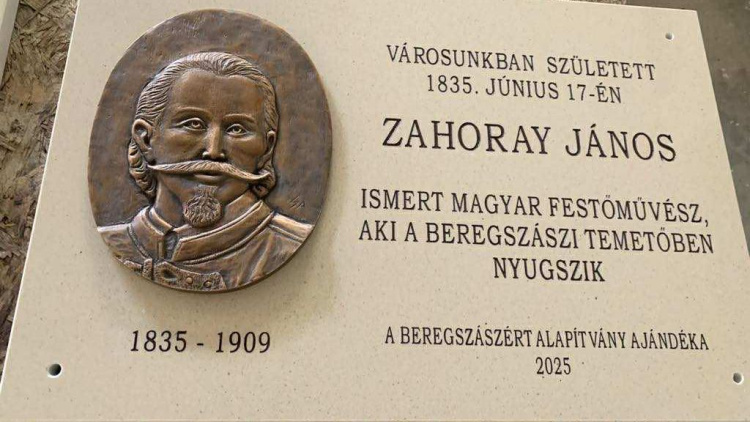 VÁROSUNKBAN SZÜLETETT
1835. JÚNIUS 17-ÉN
ZAHORAY JÁNOS
ISMERT MAGYAR FESTŐMŰVÉSZ,
AKI A BEREGSZÁSZI TEMETŐBEN
NYUGSZIK
1835 - 1909
A BEREGSZÁSZÉRT ALAPÍTVÁNY AJÁNDÉKA
2025